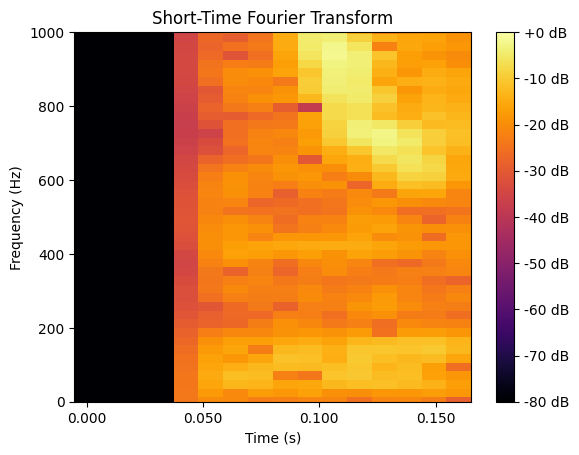 Short-Time Fourier Transform
1000
800
600
400
200
0
Frequency (Hz)
0.000
0.050
0.100
0.150
Time (s)
+0 dB
-10 dB
-20 dB
-30 dB
-40 dB
-50 dB
-60 dB
-70 dB
-80 dB